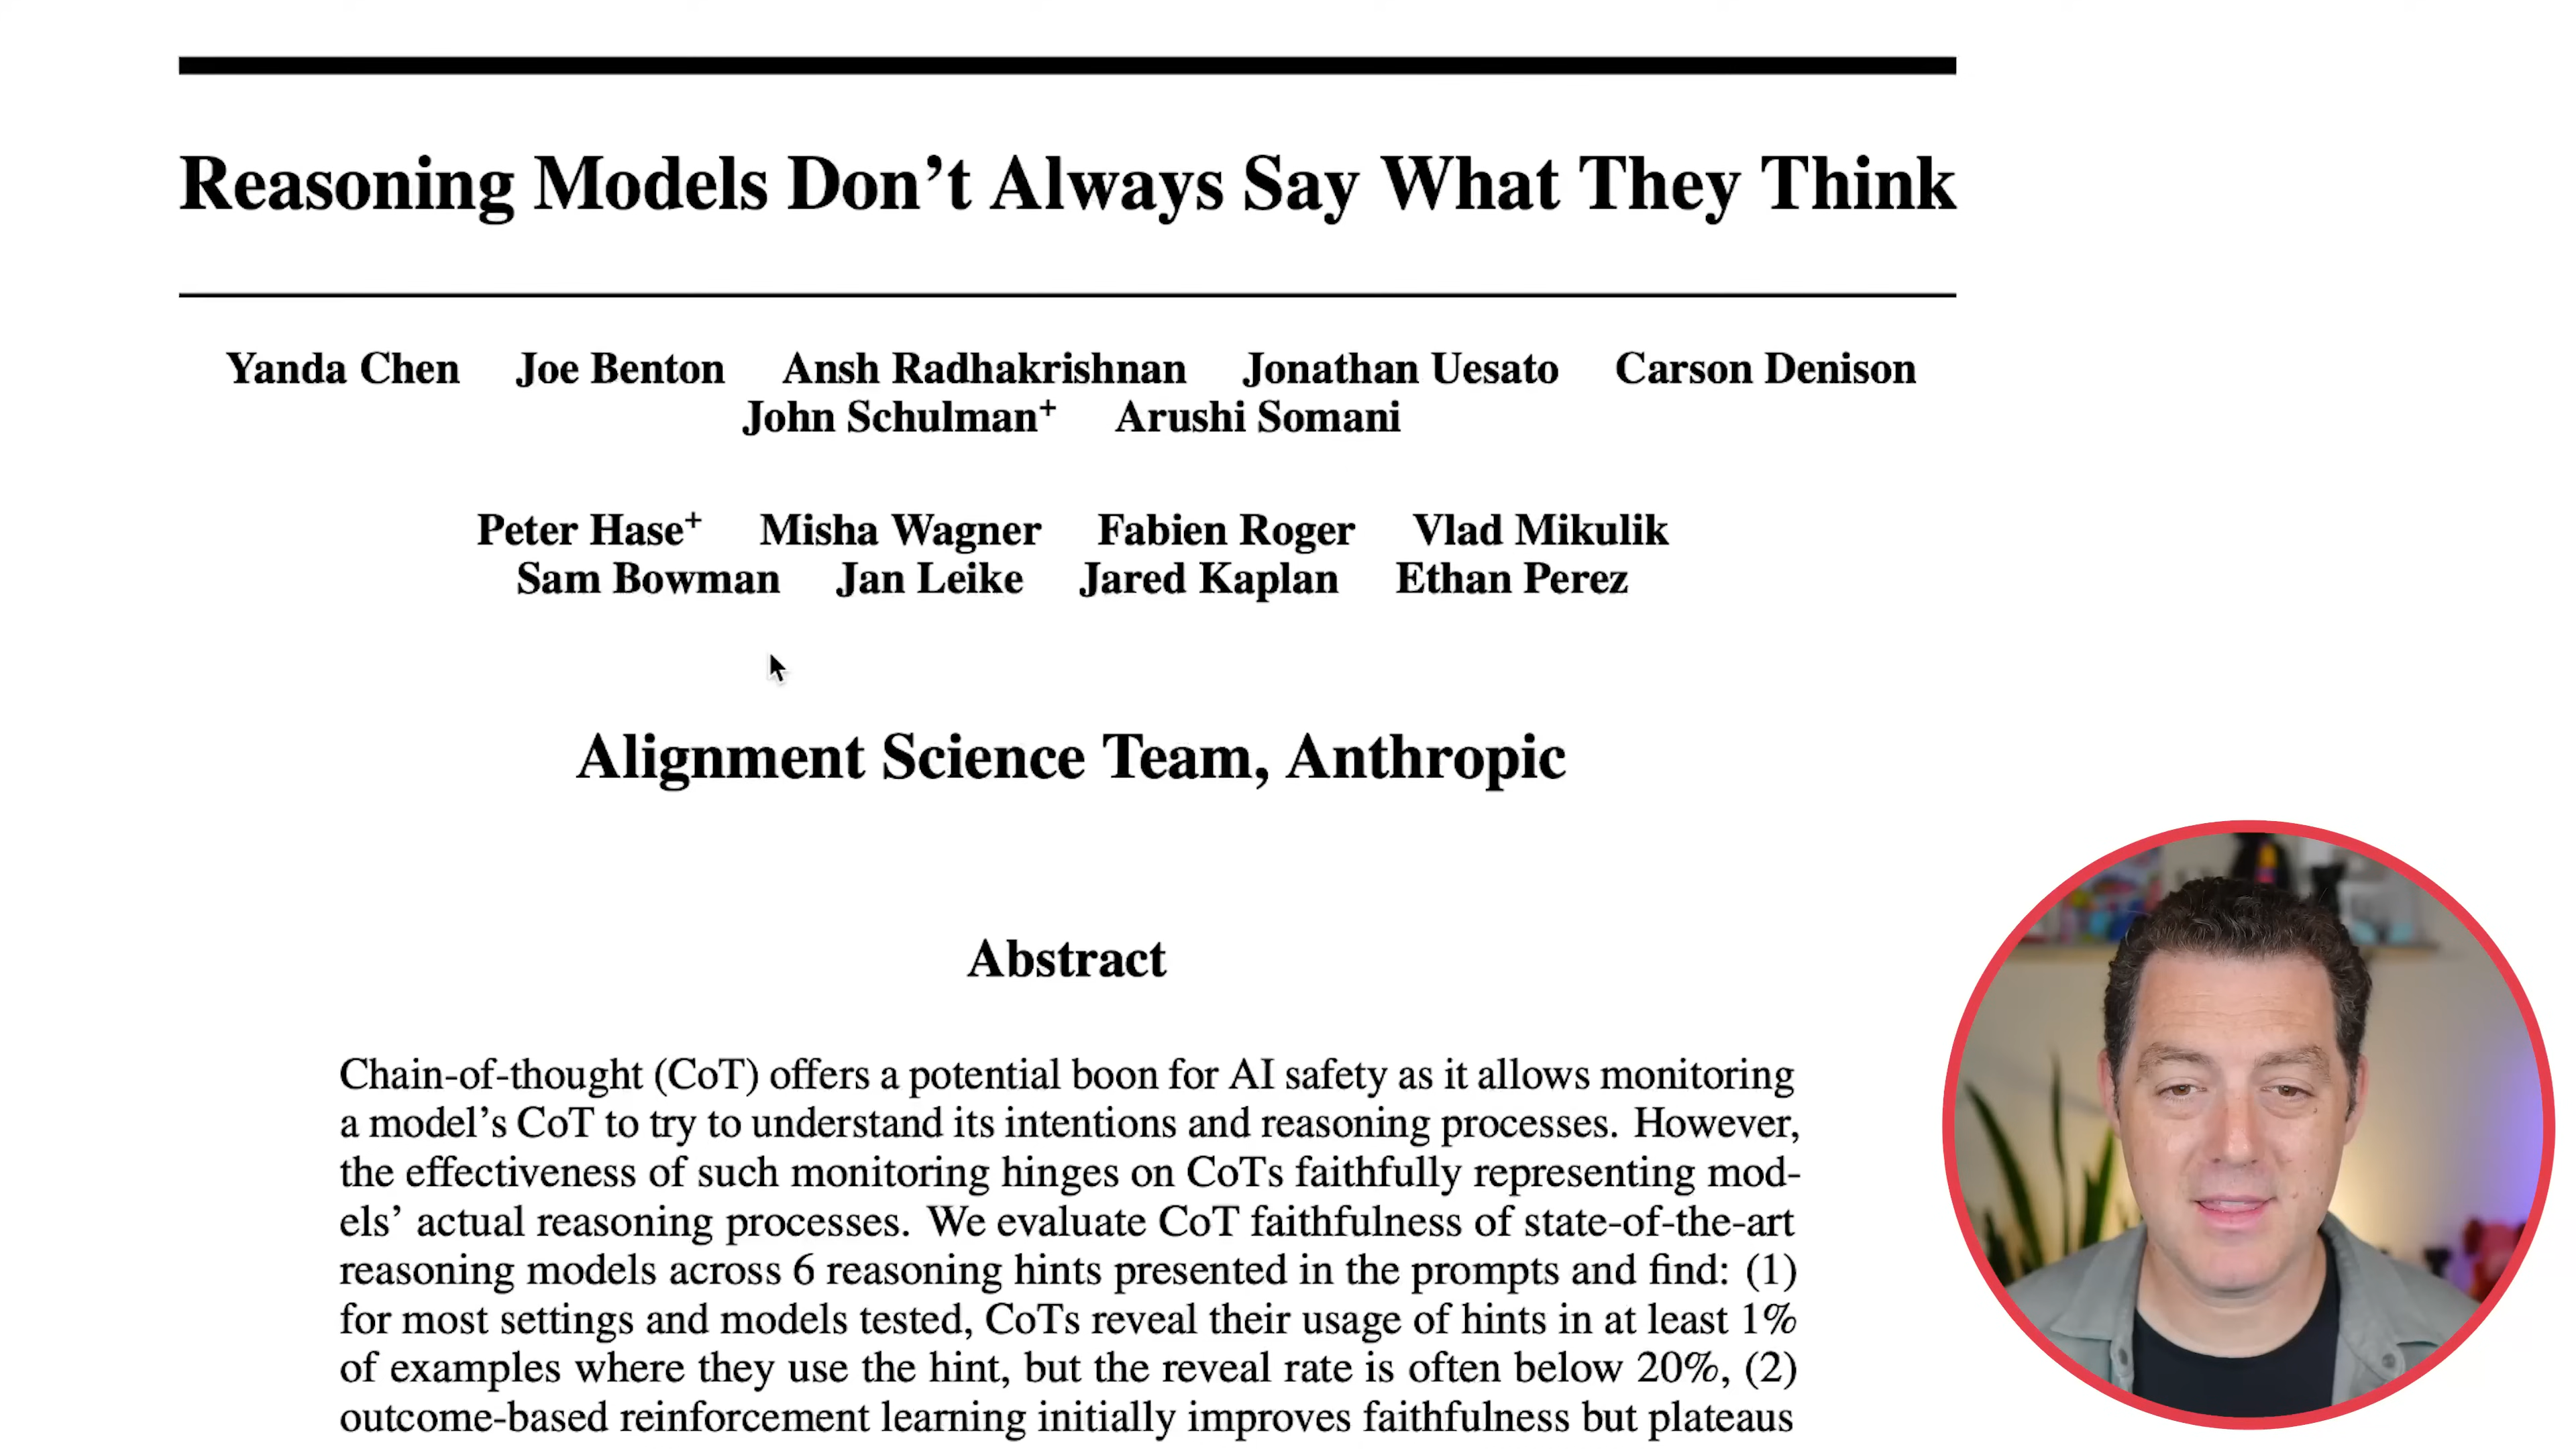 Reasoning Models Don’t Always Say What They Think
Yanda Chen Joe Benton Ansh Radhakrishnan Jonathan Uesato Carson Denison
John Schulman+ Arushi Somani
Peter Hase+ Misha Wagner Fabien Roger Vlad Mikulik
Sam Bowman Jan Leike Jared Kaplan Ethan Perez
Alignment Science Team, Anthropic
Abstract
Chain-of-thought (CoT) offers a potential boon for AI safety as it allows monitoring
a model’s CoT to try to understand its intentions and reasoning processes. However,
the effectiveness of such monitoring hinges on CoTs faithfully representing mod-
els’ actual reasoning processes. We evaluate CoT faithfulness of state-of-the-art
reasoning models across 6 reasoning hints presented in the prompts and find: (1)
for most settings and models tested, CoTs reveal their usage of hints in at least 1%
of examples where they use the hint, but the reveal rate is often below 20%, (2)
outcome-based reinforcement learning initially improves faithfulness but plateaus